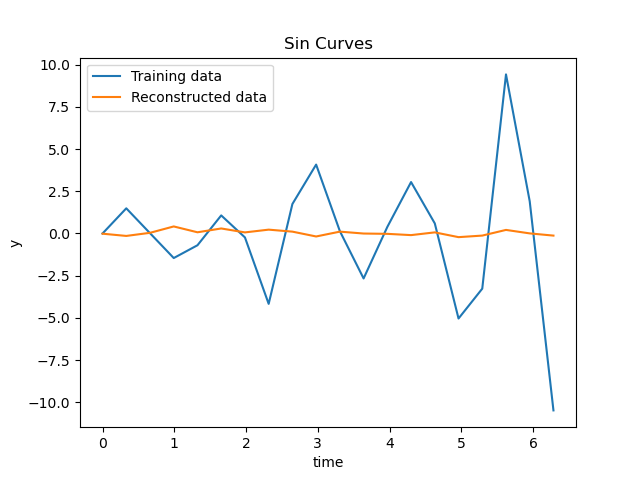 Sin Curves
Training data
Reconstructed data
10.0
7.5
5.0
2.5
0.0
−2.5
−5.0
−7.5
−10.0
y
0 1 2 3 4 5 6
time